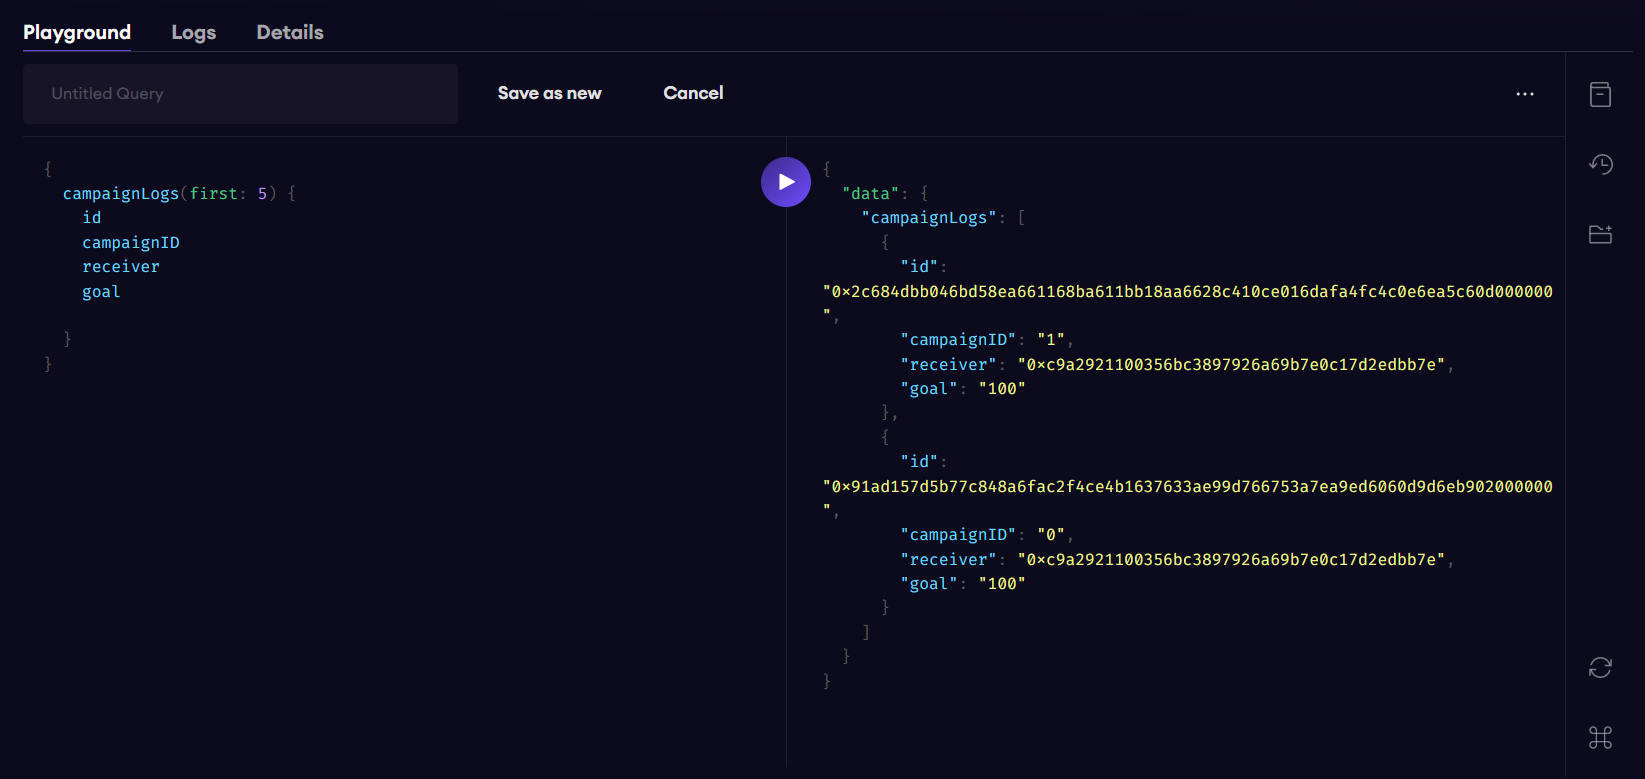 Playground Logs Details
Untitled Query
Save as new
Cancel
...
{
campaignLogs(first: 5) {
id
campaignID
receiver
goal
}
}
{
"data": {
"campaignLogs": [
{
"id":
"0x2c684dbb046bd58ea661168ba611bb18aa6628c410ce016dafa4fc4c0e6ea5c60d000000
",
"campaignID": "1",
"receiver": "0xc9a2921100356bc3897926a69b7e0c17d2edbb7e",
"goal": "100"
},
{
"id":
"0x91ad157d5b77c848a6fac2f4ce4b1637633ae99d766753a7ea9ed6060d9d6eb902000000
",
"campaignID": "0",
"receiver": "0xc9a2921100356bc3897926a69b7e0c17d2edbb7e",
"goal": "100"
}
]
}
}